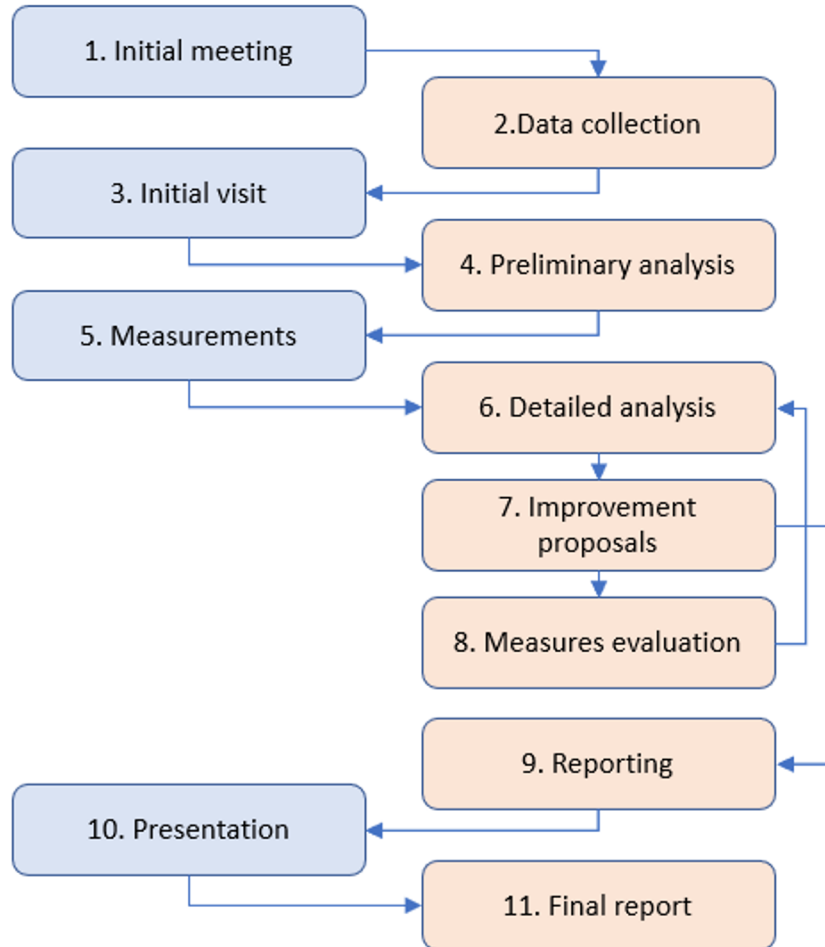 1. Initial meeting
2.Data collection
3. Initial visit
4. Preliminary analysis
5. Measurements
6. Detailed analysis
7. Improvement
proposals
8. Measures evaluation
9. Reporting
10. Presentation
11. Final report